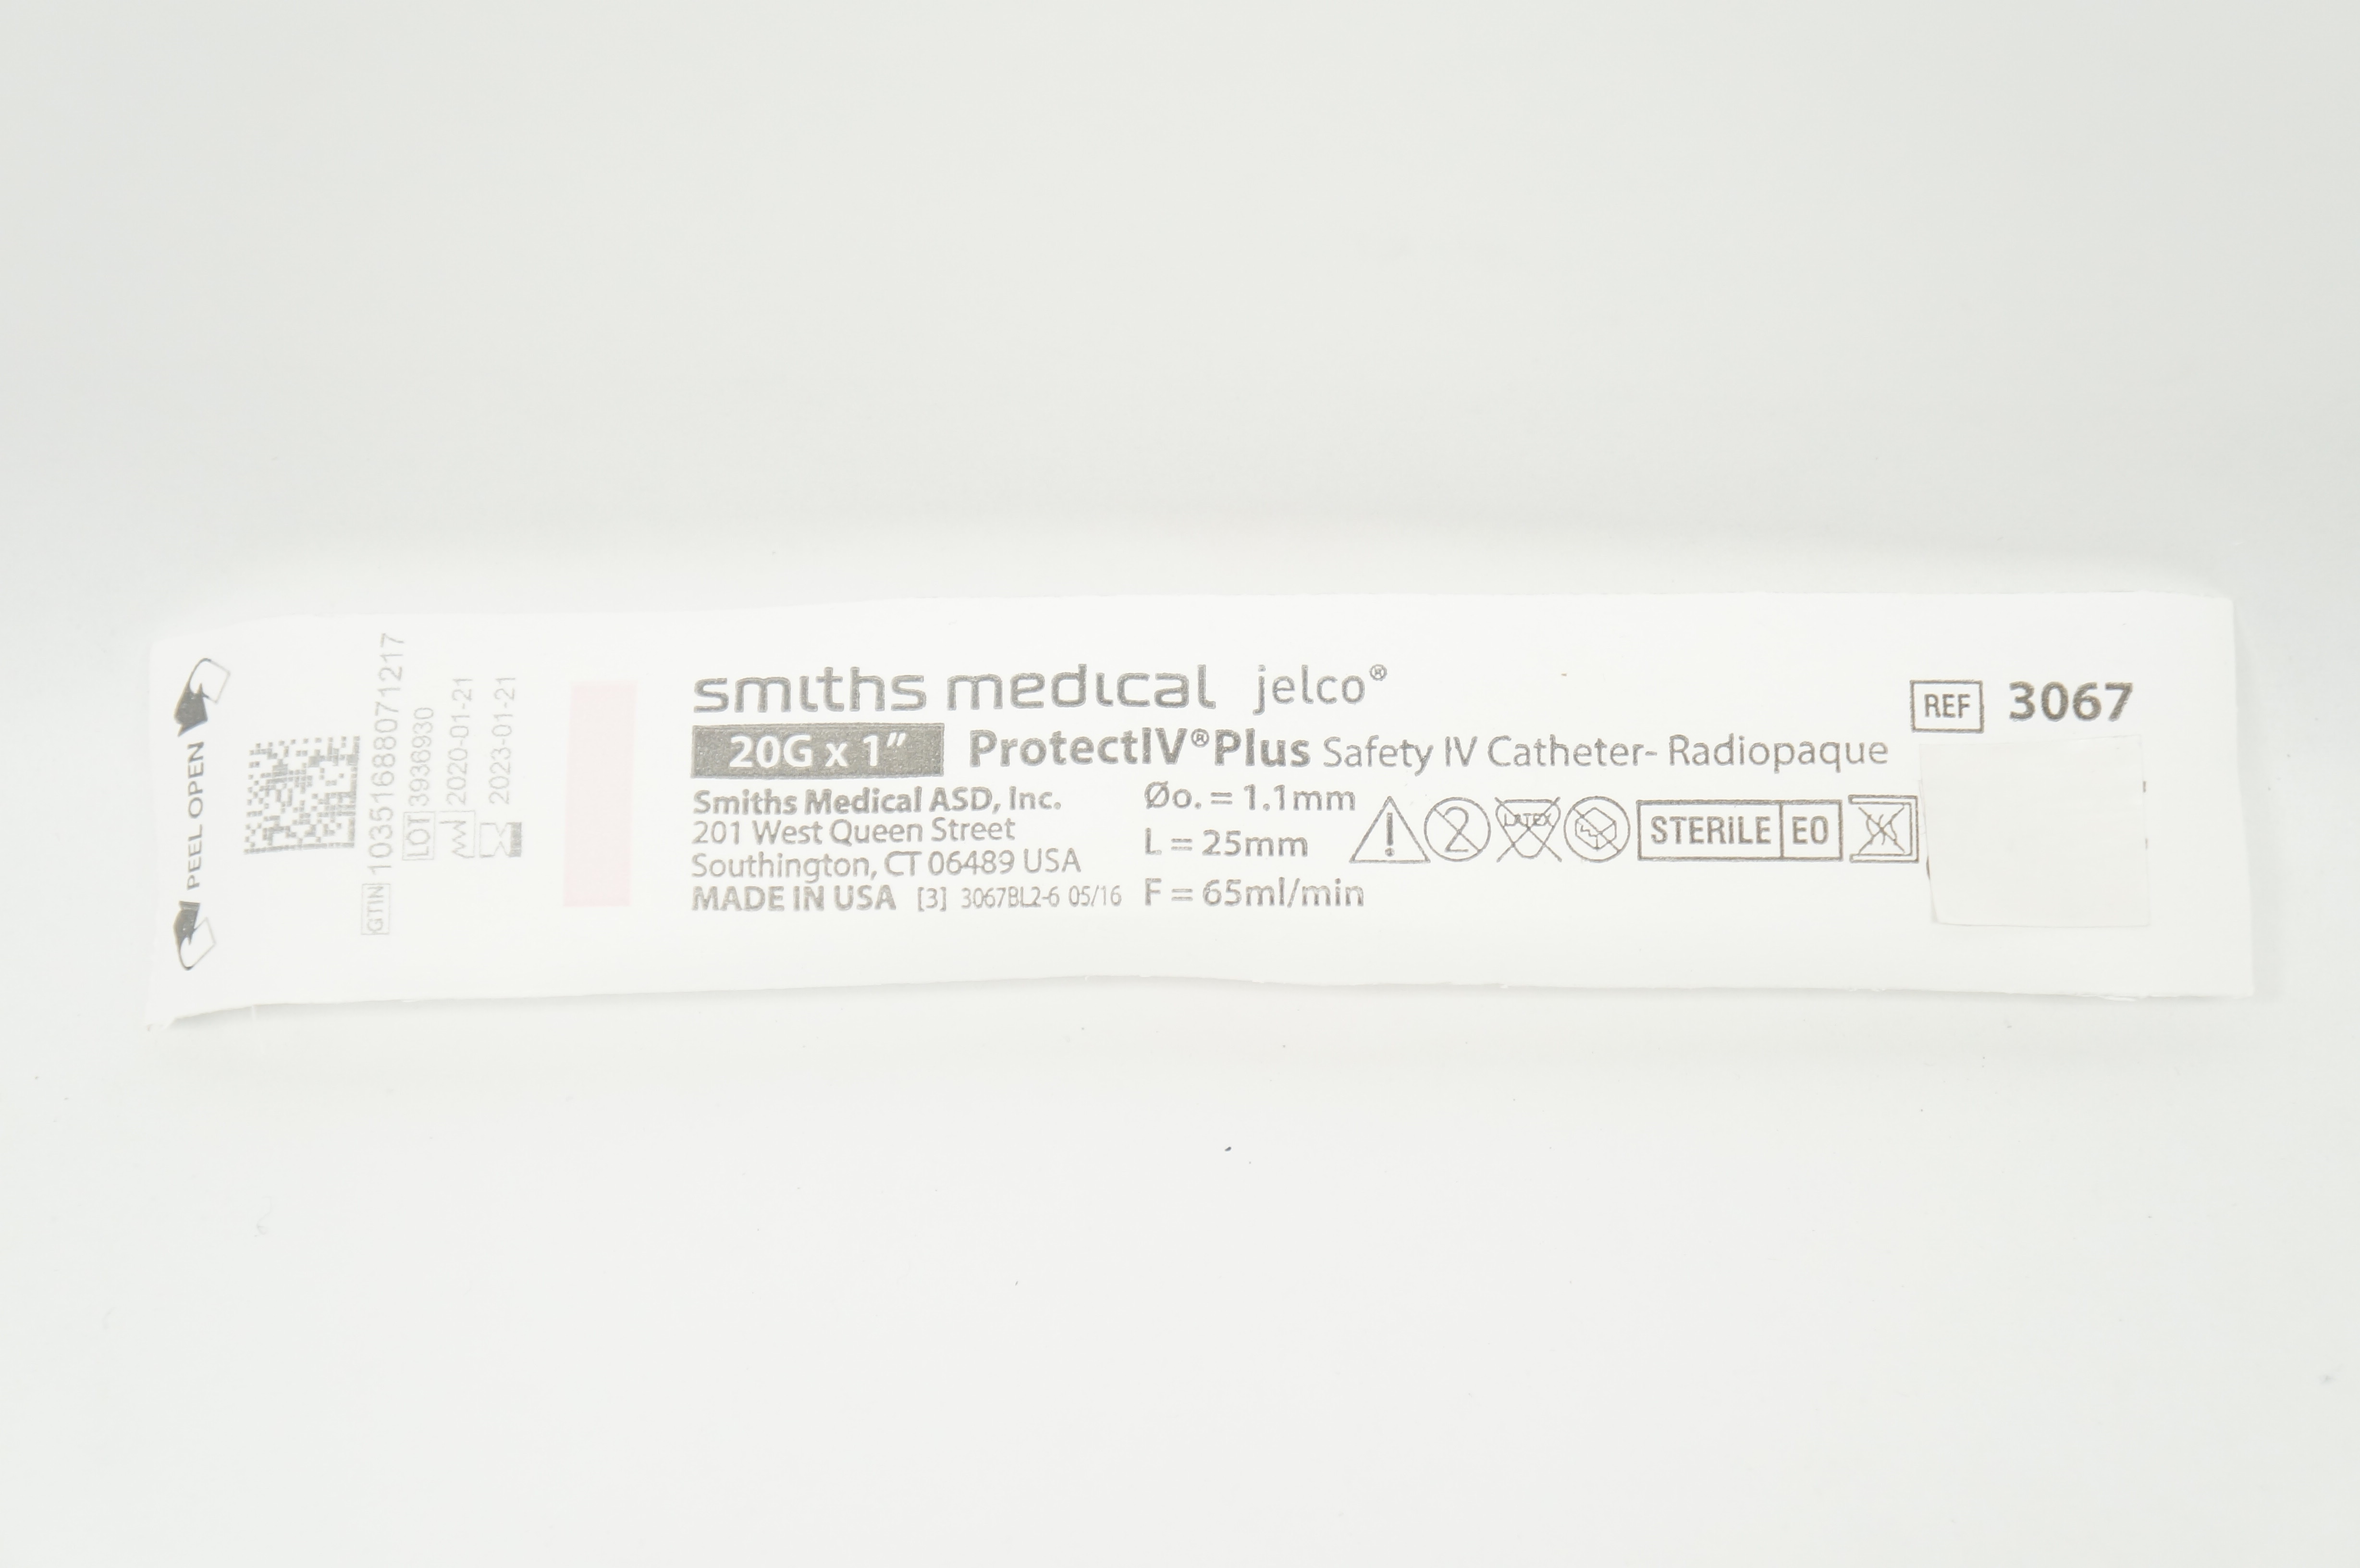 PEEL OPEN
GTIN 10351688071217
LOT 3936930
2020-01-21
2023-01-21
smiths medical jelco®
20G x 1″ ProtectIV® Plus Safety IV Catheter- Radiopaque
Smiths Medical ASD, Inc.
201 West Queen Street
Southington, CT 06489 USA
MADE IN USA [3] 3067BL2-6 05/16
Øo. = 1.1mm
L = 25mm
F = 65ml/min
2 LATEX STERILE EO
REF 3067